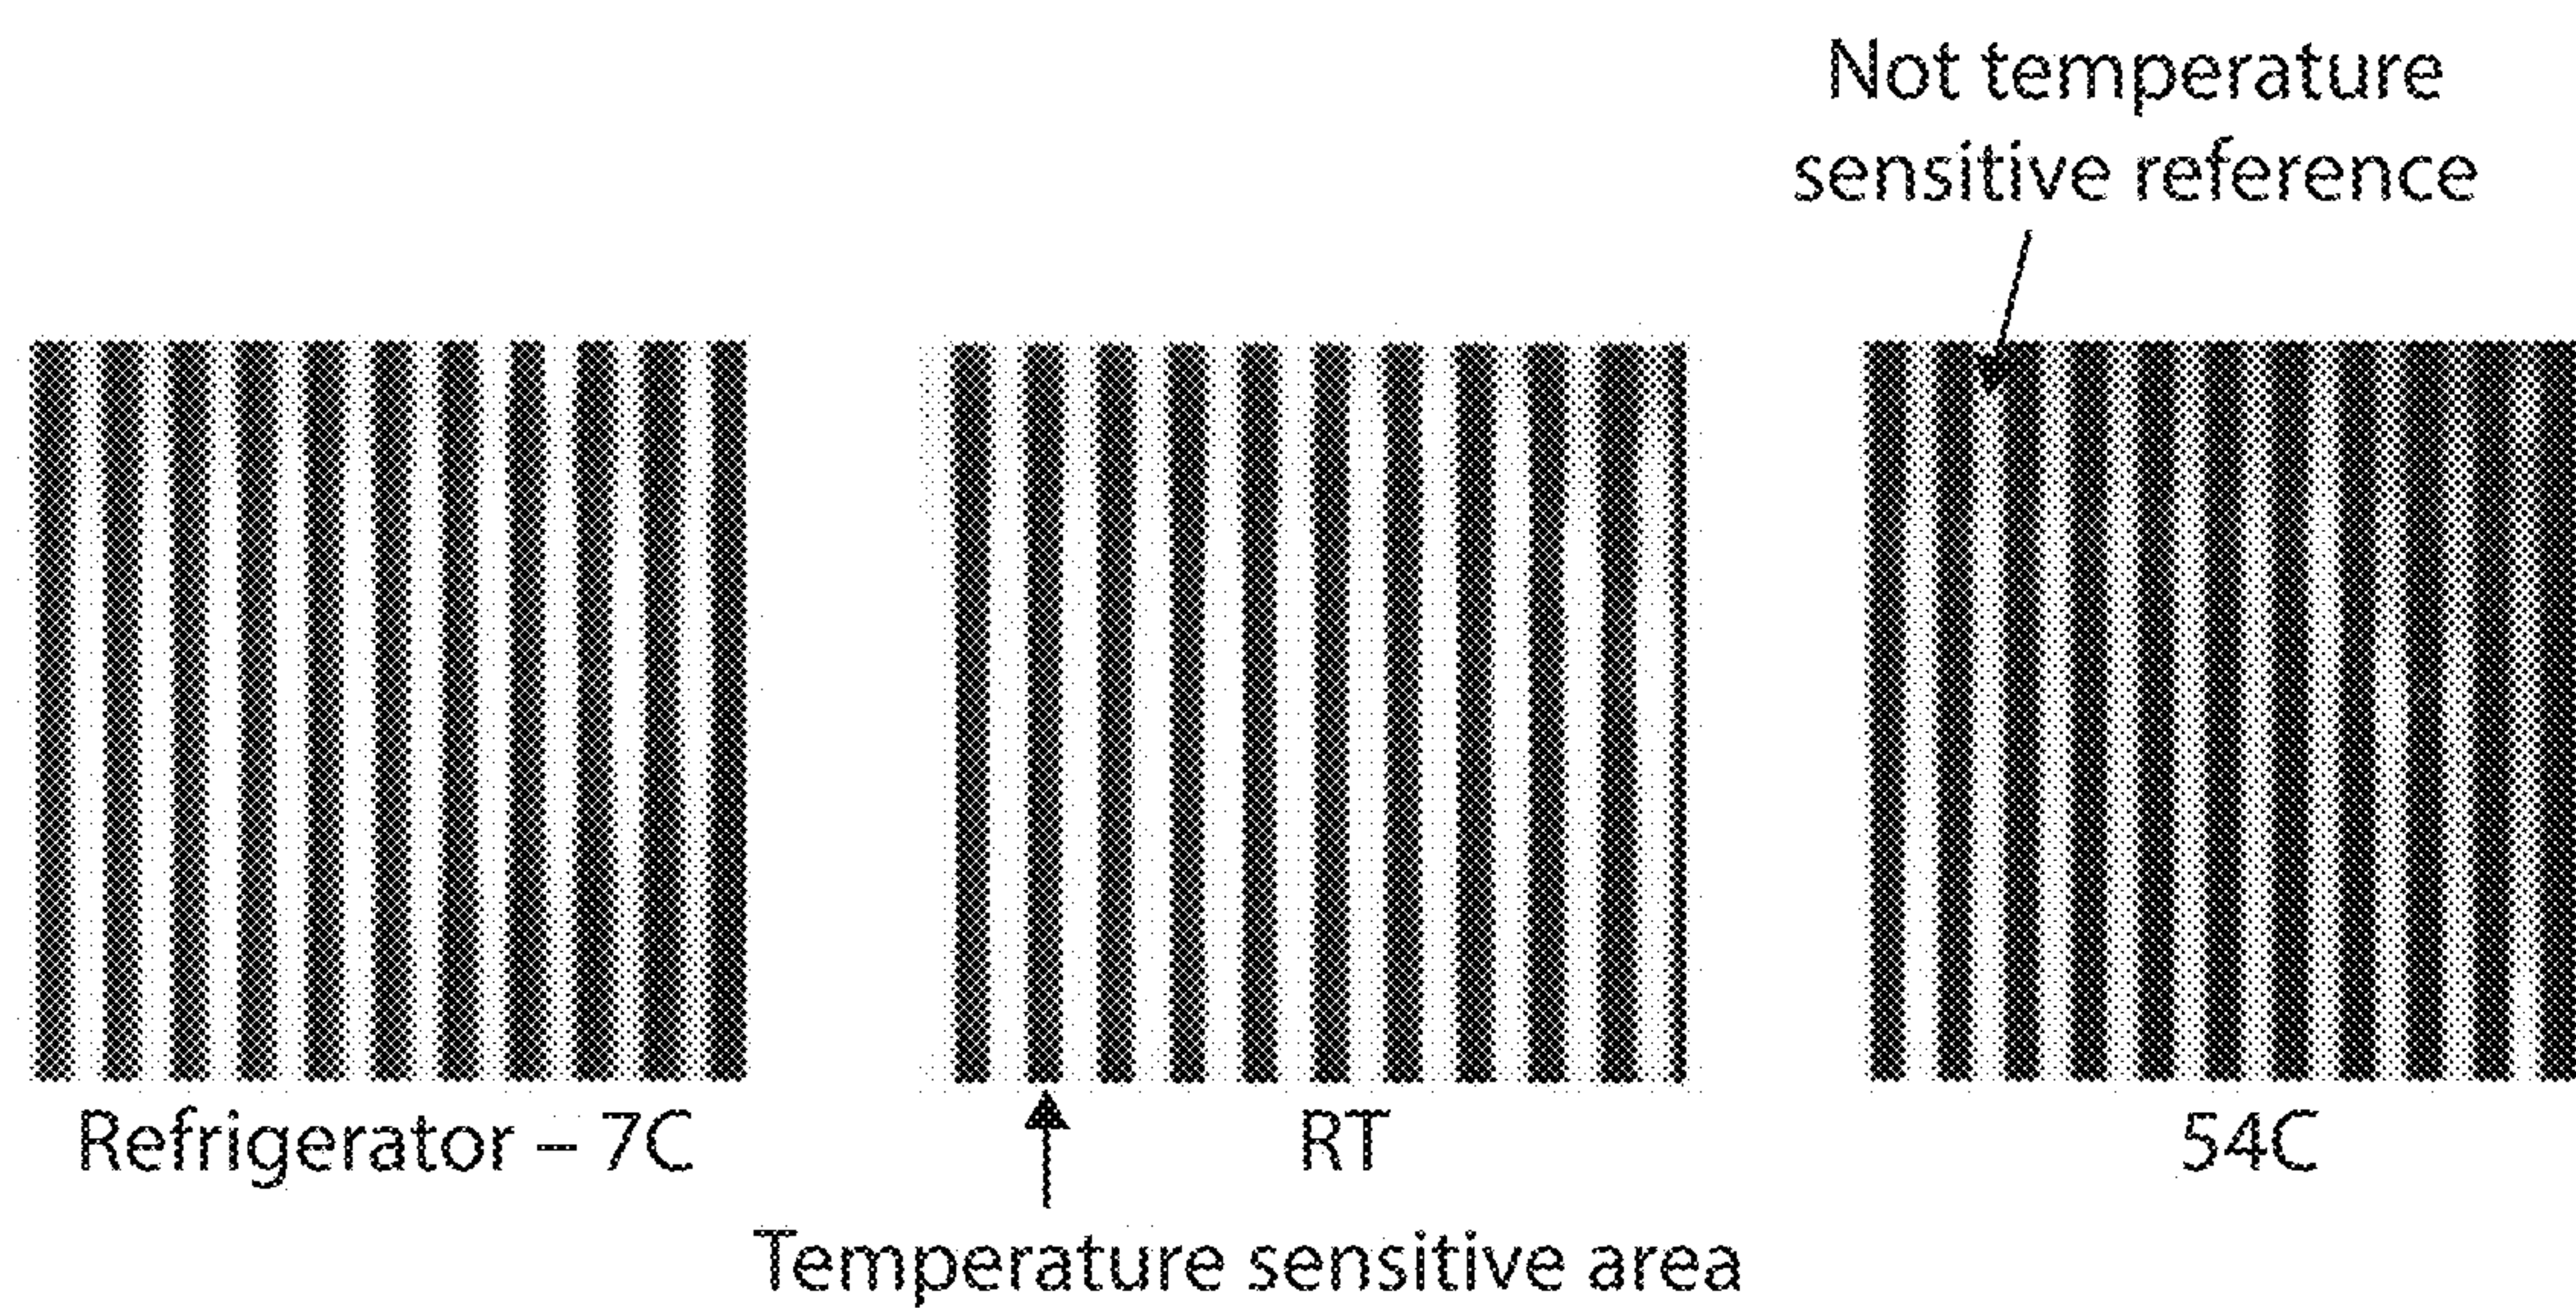 Not temperature
sensitive reference
Refrigerator – 7C
RT
54C
Temperature sensitive area